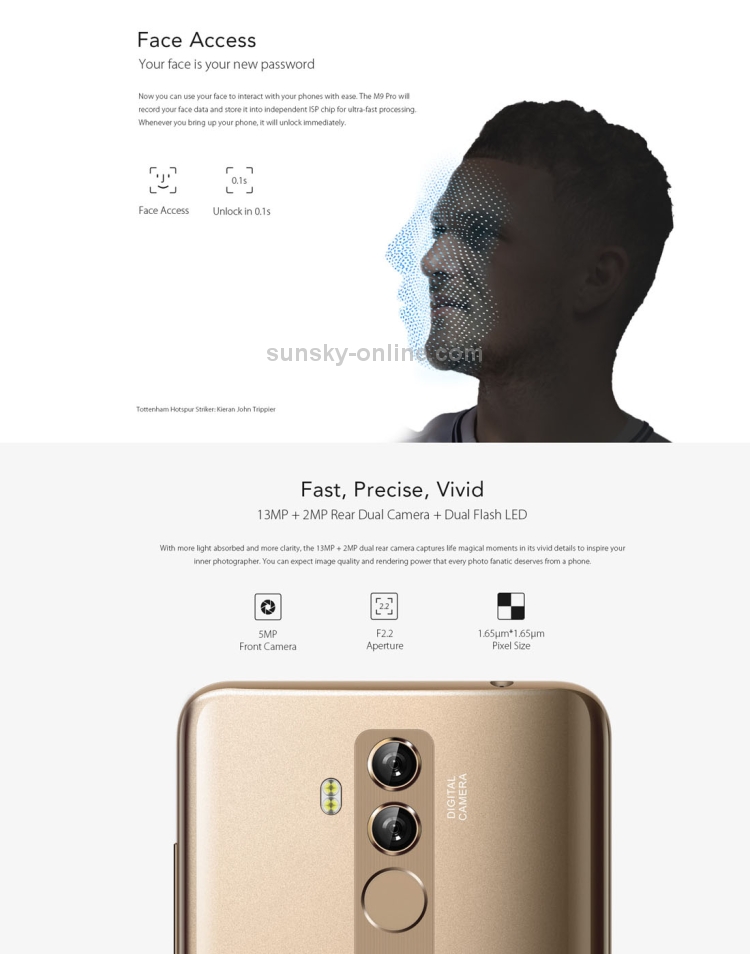 Face Access
Your face is your new password
Now you can use your face to interact with your phones with ease. The M9 Pro will
record your face data and store it into independent ISP chip for ultra-fast processing.
Whenever you bring up your phone, it will unlock immediately.
0.1s
Face Access
Unlock in 0.1s
sunsky-online.com
Tottenham Hotspur Striker: Kieran John Trippier
Fast, Precise, Vivid
13MP + 2MP Rear Dual Camera + Dual Flash LED
With more light absorbed and more clarity, the 13MP + 2MP dual rear camera captures life magical moments in its vivid details to inspire your
inner photographer. You can expect image quality and rendering power that every photo fanatic deserves from a phone.
2.2
5MP
Front Camera
F2.2
Aperture
1.65μm*1.65μm
Pixel Size
DIGITAL
CAMERA